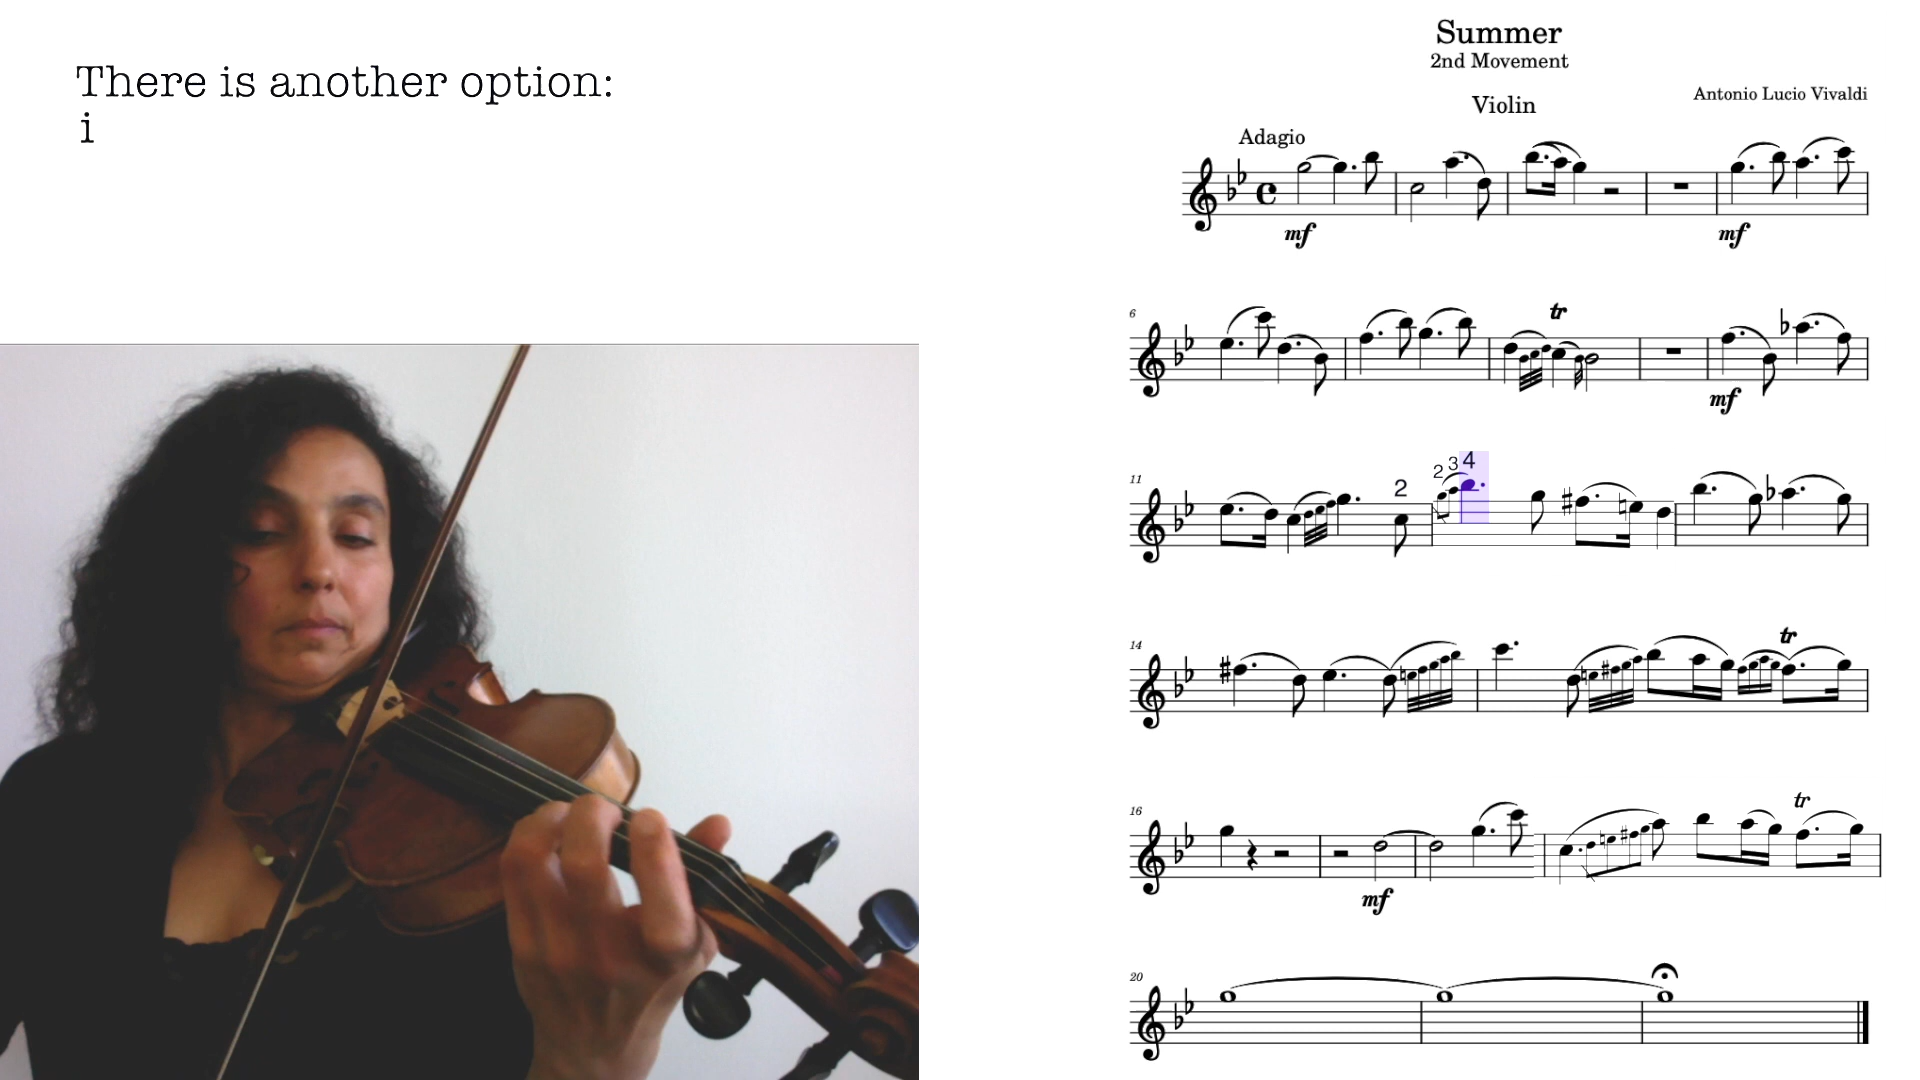 There is another option:
i
Summer
2nd Movement
Violin
Antonio Lucio Vivaldi
Adagio
mf
mf
6
tr
mf
11
2
2 3 4
14
tr
16
mf
tr
20